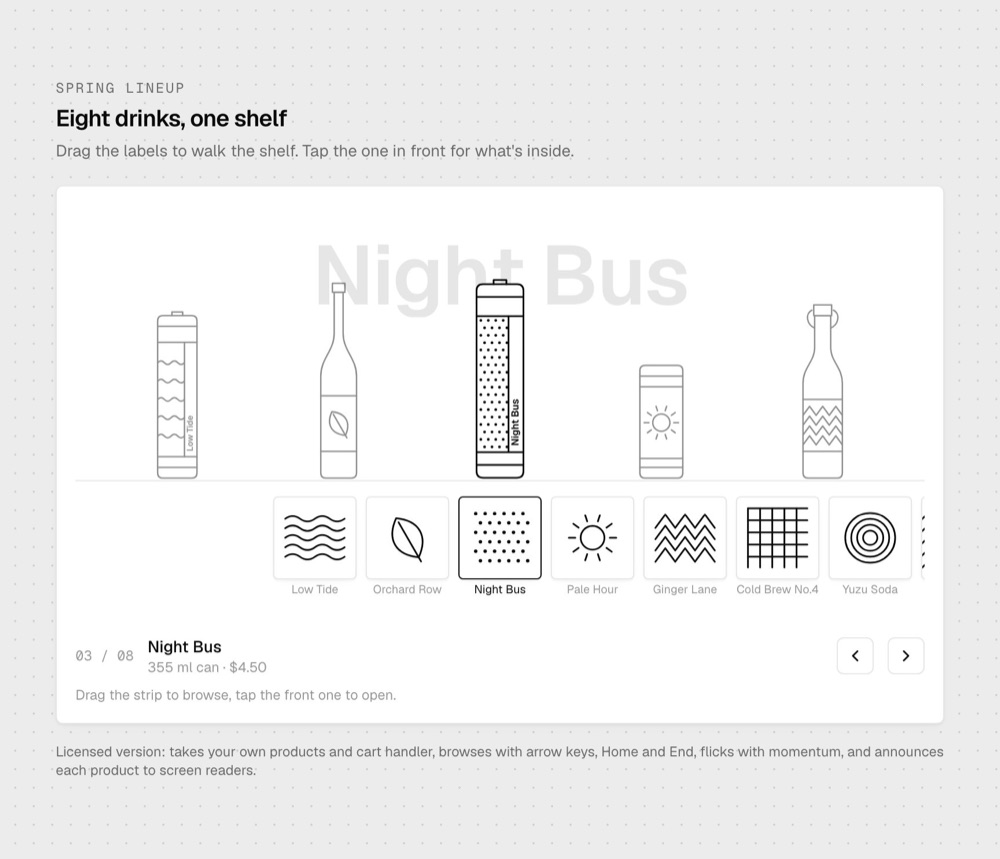 SPRING LINEUP
Eight drinks, one shelf
Drag the labels to walk the shelf. Tap the one in front for what's inside.
Night Bus
Low Tide
Night Bus
Low Tide
Orchard Row
Night Bus
Pale Hour
Ginger Lane
Cold Brew No.4
Yuzu Soda
03 / 08
Night Bus
355 ml can · $4.50
Drag the strip to browse, tap the front one to open.
Licensed version: takes your own products and cart handler, browses with arrow keys, Home and End, flicks with momentum, and announces
each product to screen readers.